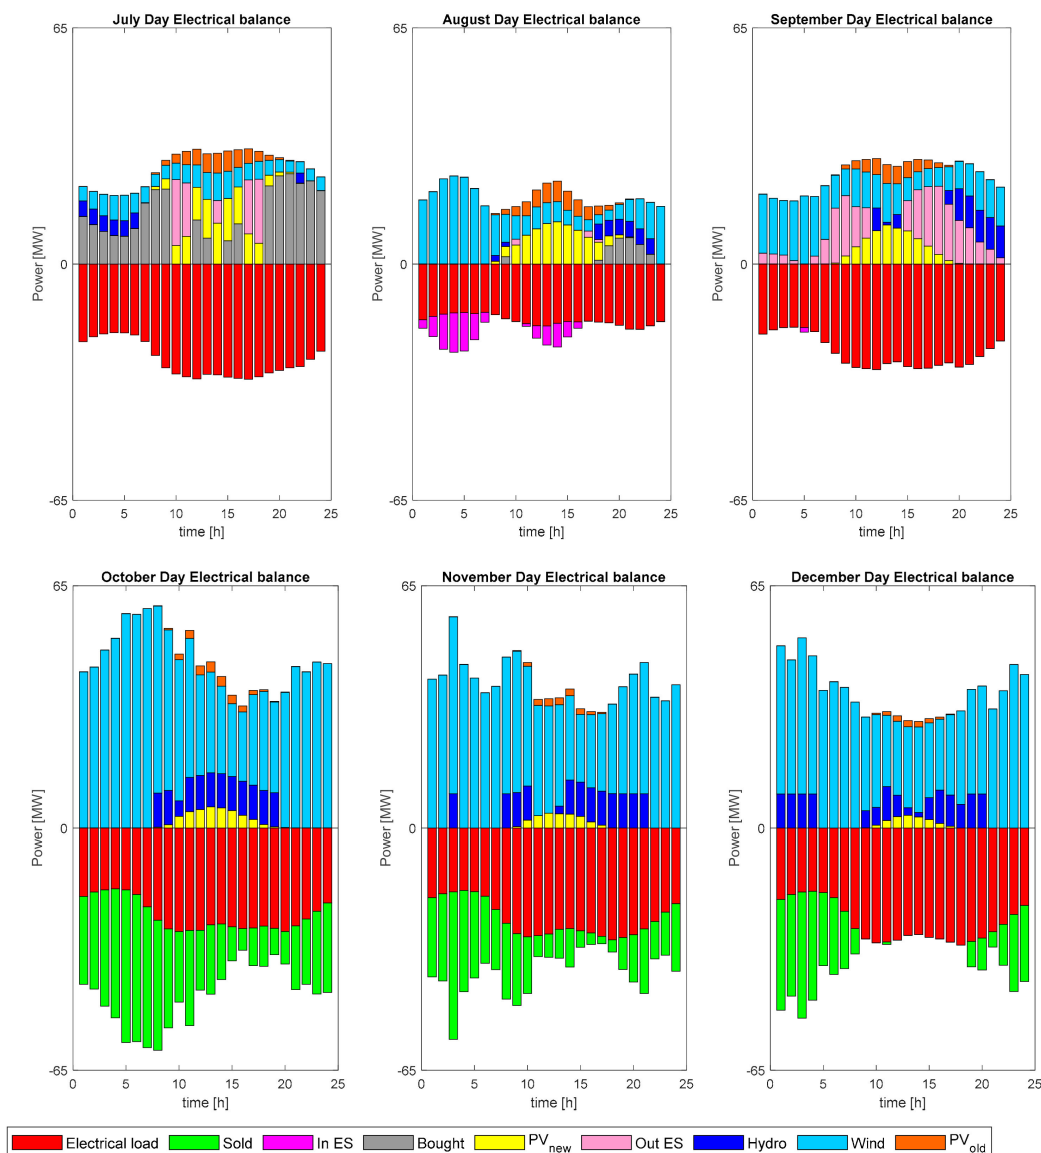 July Day Electrical balance
August Day Electrical balance
September Day Electrical balance
65
65
65
Power [MW]
Power [MW]
Power [MW]
0
0
0
-65
-65
-65
0 5 10 15 20 25
0 5 10 15 20 25
0 5 10 15 20 25
time [h]
time [h]
time [h]
October Day Electrical balance
November Day Electrical balance
December Day Electrical balance
65
65
65
Power [MW]
Power [MW]
Power [MW]
0
0
0
-65
-65
-65
0 5 10 15 20 25
0 5 10 15 20 25
0 5 10 15 20 25
time [h]
time [h]
time [h]
Electrical load Sold In ES Bought PVnew Out ES Hydro Wind PVold